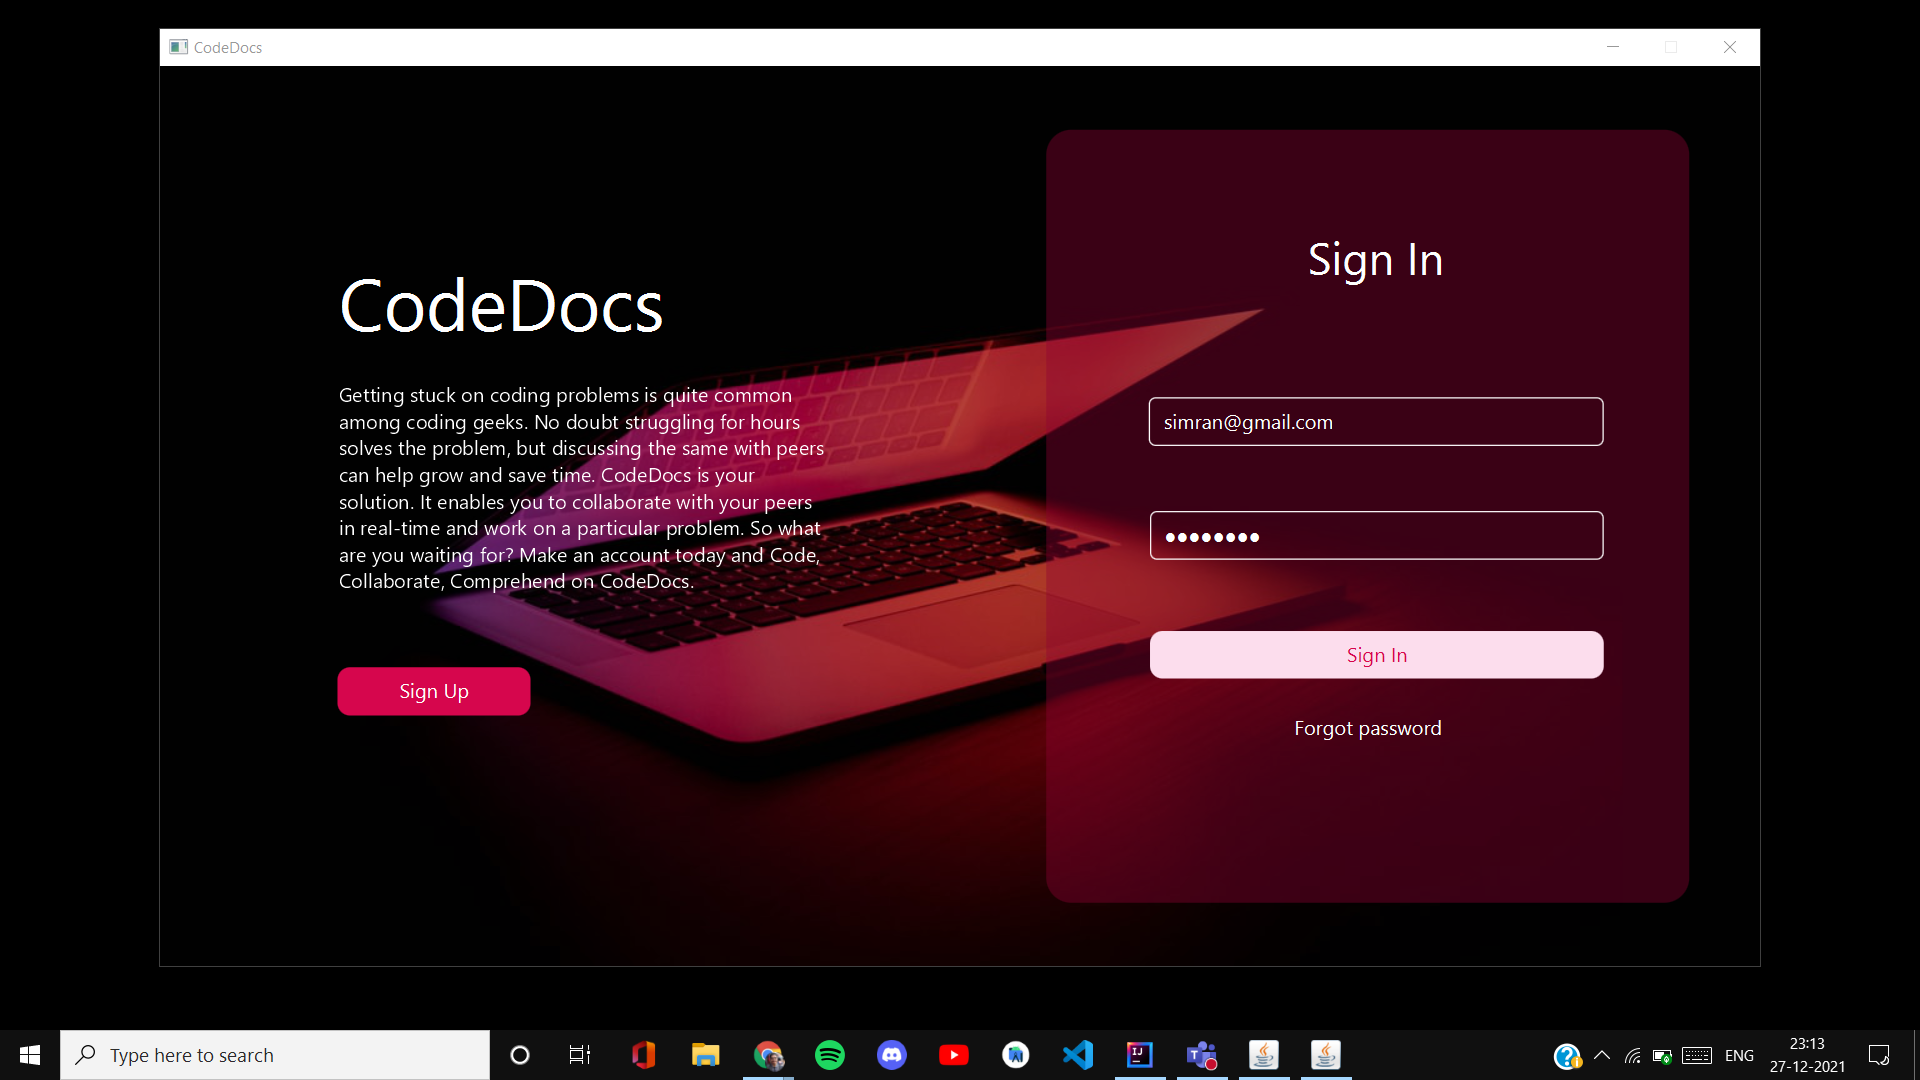 CodeDocs
CodeDocs
Getting stuck on coding problems is quite common
among coding geeks. No doubt struggling for hours
solves the problem, but discussing the same with peers
can help grow and save time. CodeDocs is your
solution. It enables you to collaborate with your peers
in real-time and work on a particular problem. So what
are you waiting for? Make an account today and Code,
Collaborate, Comprehend on CodeDocs.
Sign Up
Sign In
simran@gmail.com
●●●●●●●●
Sign In
Forgot password
Type here to search
IJ
T
ENG
23:13
27-12-2021